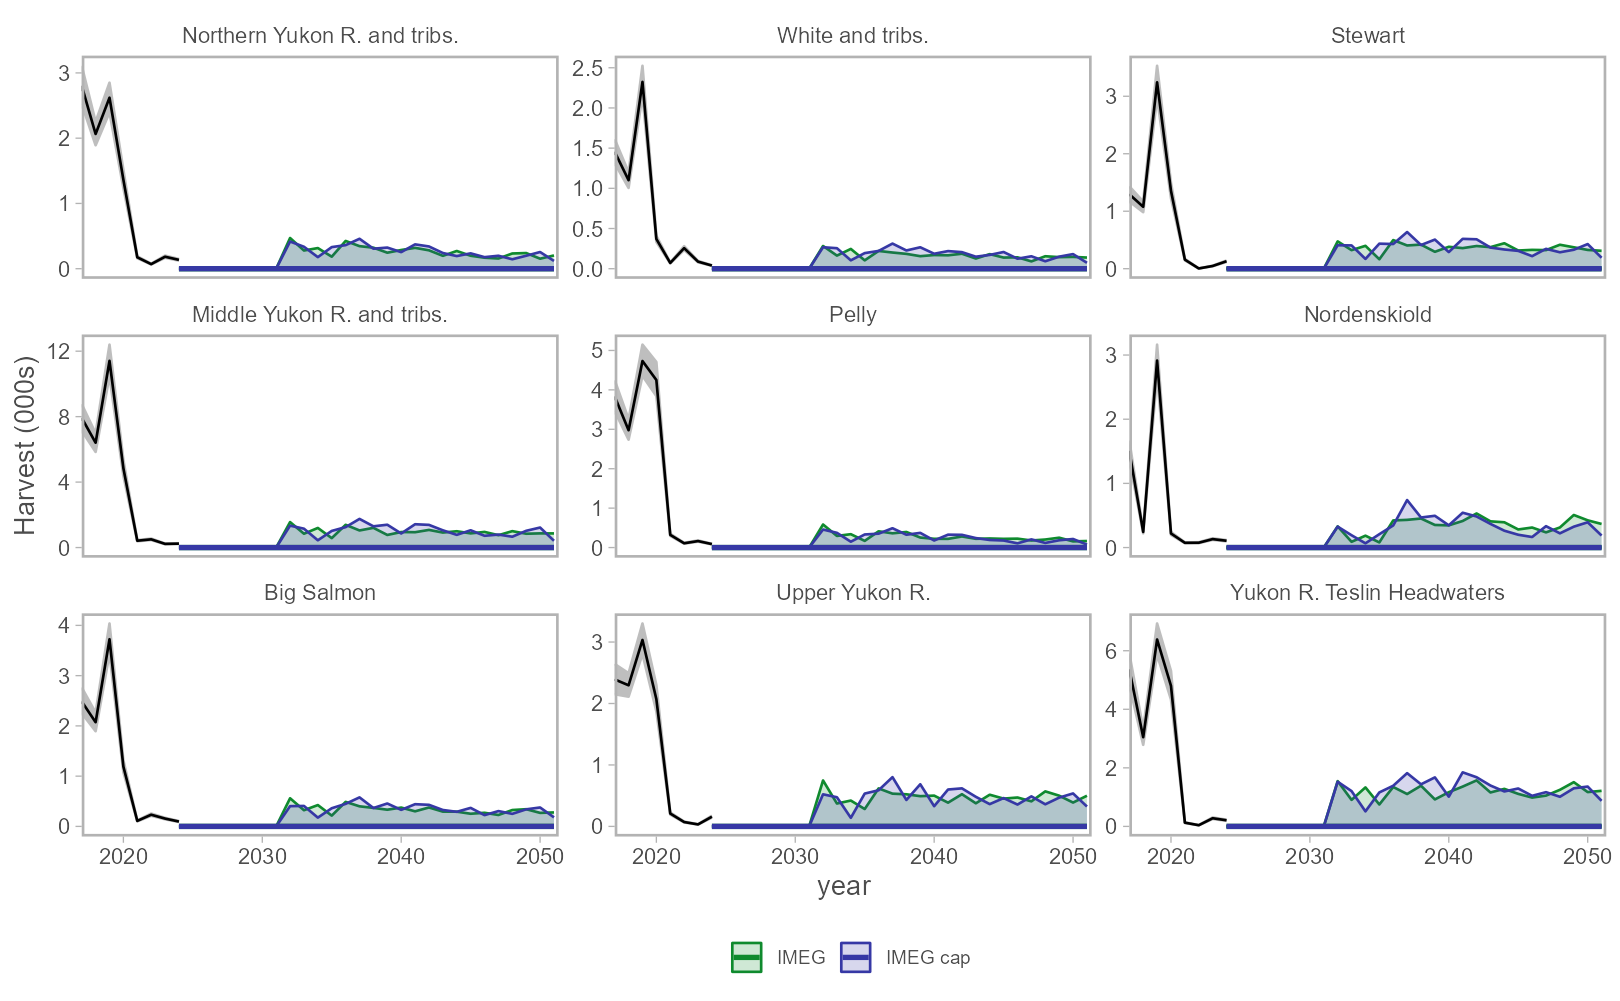 Northern Yukon R. and tribs.
White and tribs.
Stewart
3
2
1
0
2.5
2.0
1.5
1.0
0.5
0.0
3
2
1
0
Middle Yukon R. and tribs.
Pelly
Nordenskiold
Harvest (000s)
12
8
4
0
5
4
3
2
1
0
3
2
1
0
Big Salmon
Upper Yukon R.
Yukon R. Teslin Headwaters
4
3
2
1
0
3
2
1
0
6
4
2
0
2020 2030 2040 2050
2020 2030 2040 2050
2020 2030 2040 2050
year
IMEG IMEG cap